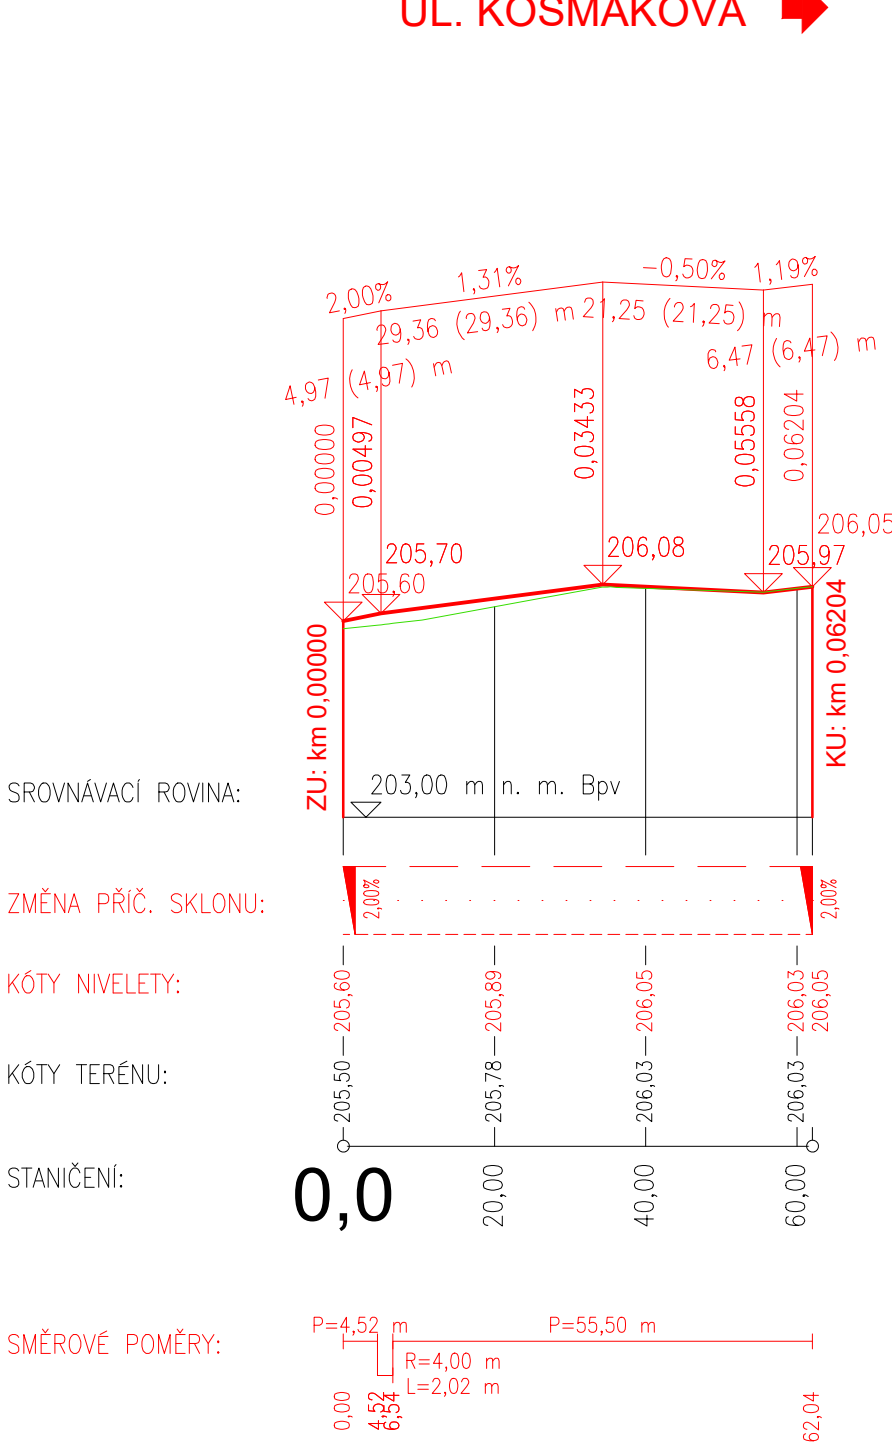 UL. KOSMÁKOVA
2,00%
1,31%
−0,50%
1,19%
4,97 (4,97) m
29,36 (29,36) m
21,25 (21,25) m
6,47 (6,47) m
0,00000
0,00497
0,03433
0,05558
0,06204
205,60
205,70
206,08
205,97
206,05
ZU: km 0,00000
KU: km 0,06204
SROVNÁVACÍ ROVINA:
203,00 m n. m. Bpv
ZMĚNA PŘÍČ. SKLONU:
2,00%
2,00%
KÓTY NIVELETY:
205,60
205,89
206,05
206,03
206,05
KÓTY TERÉNU:
205,50
205,78
206,03
206,03
STANIČENÍ:
0,0
20,00
40,00
60,00
SMĚROVÉ POMĚRY:
P=4,52 m
R=4,00 m
L=2,02 m
P=55,50 m
0,00
4,52
6,54
62,04